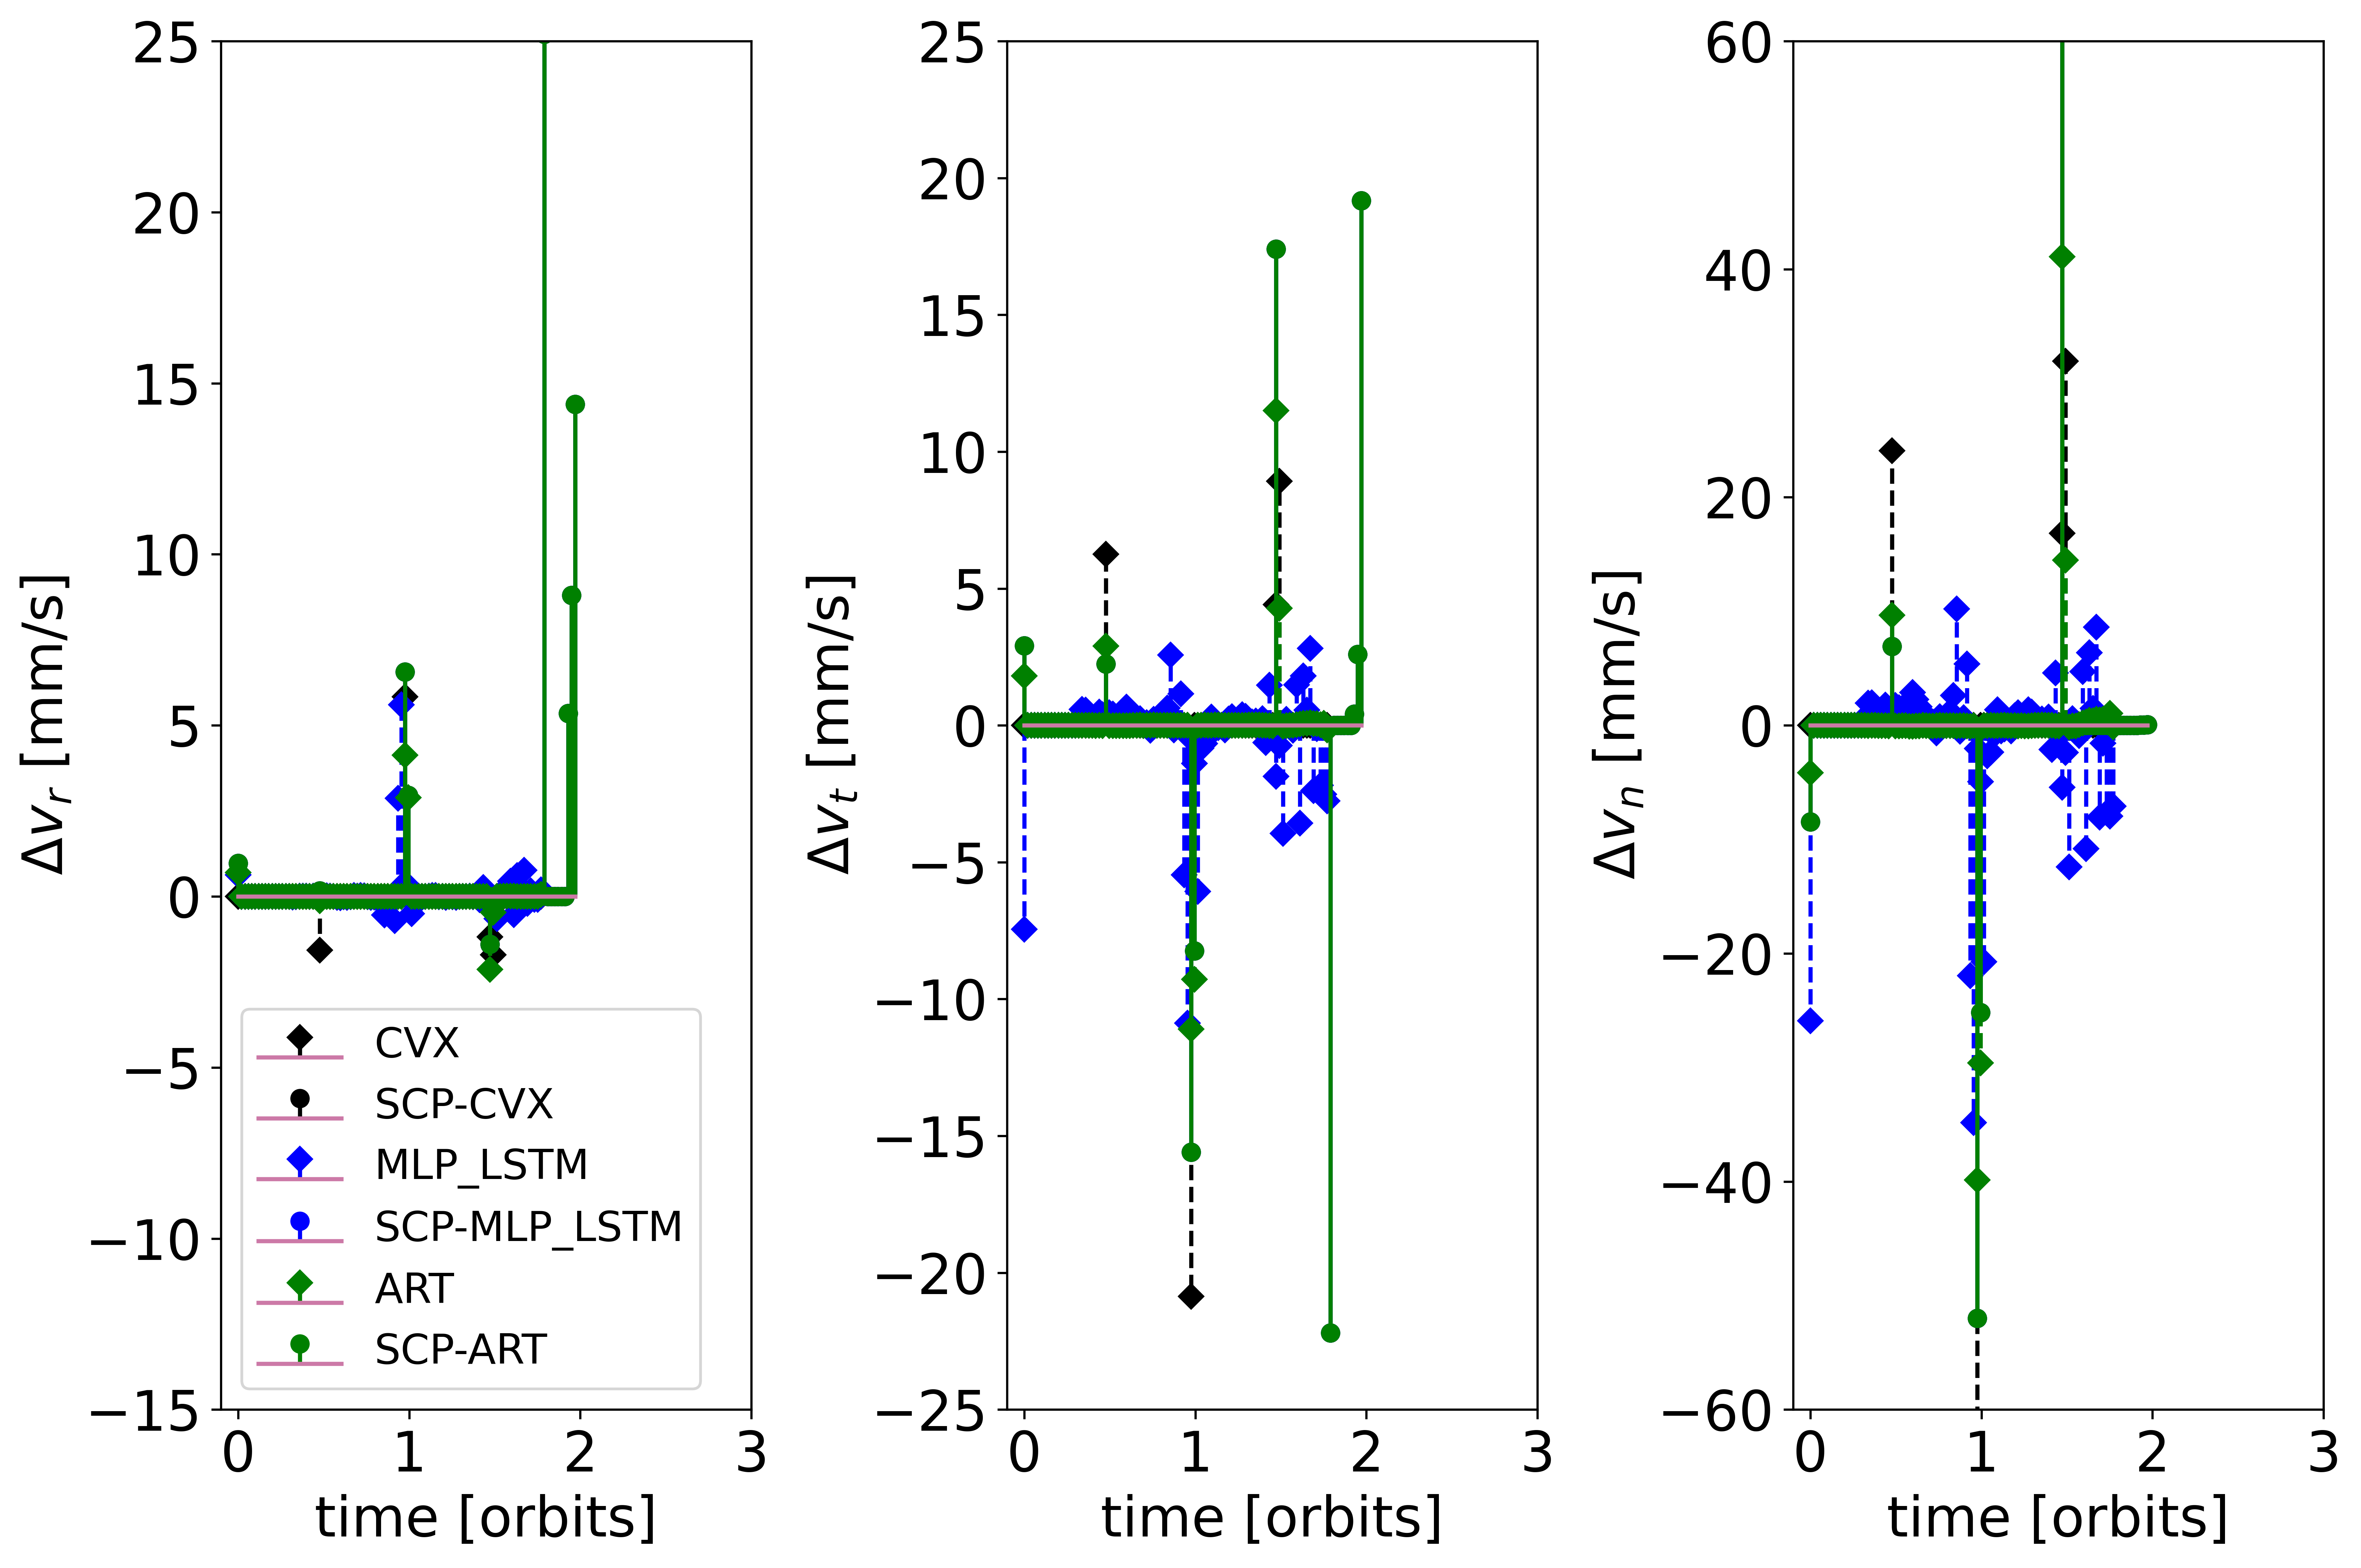 25
20
15
10
5
0
−5
−10
−15
0 1 2 3
time [orbits]
Δv_r [mm/s]
CVX
SCP-CVX
MLP_LSTM
SCP-MLP_LSTM
ART
SCP-ART
25
20
15
10
5
0
−5
−10
−15
−20
−25
0 1 2 3
time [orbits]
Δv_t [mm/s]
60
40
20
0
−20
−40
−60
0 1 2 3
time [orbits]
Δv_n [mm/s]